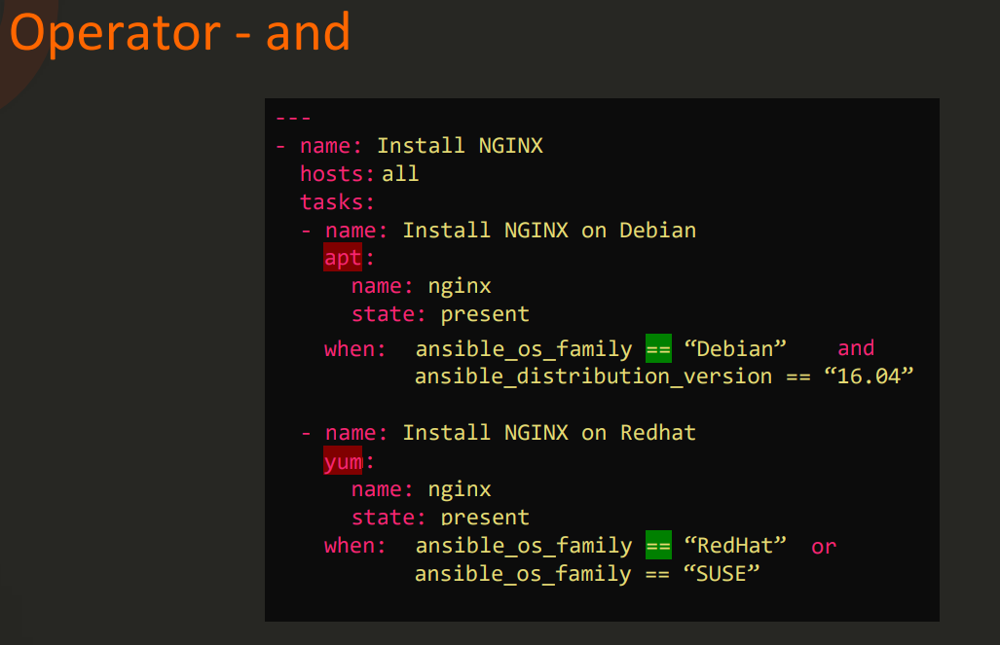 Operator - and
---
- name: Install NGINX
  hosts: all
  tasks:
  - name: Install NGINX on Debian
    apt:
      name: nginx
      state: present
    when:  ansible_os_family == “Debian”    and
           ansible_distribution_version == “16.04”
  - name: Install NGINX on Redhat
    yum:
      name: nginx
      state: present
    when:  ansible_os_family == “RedHat”  or
           ansible_os_family == “SUSE”